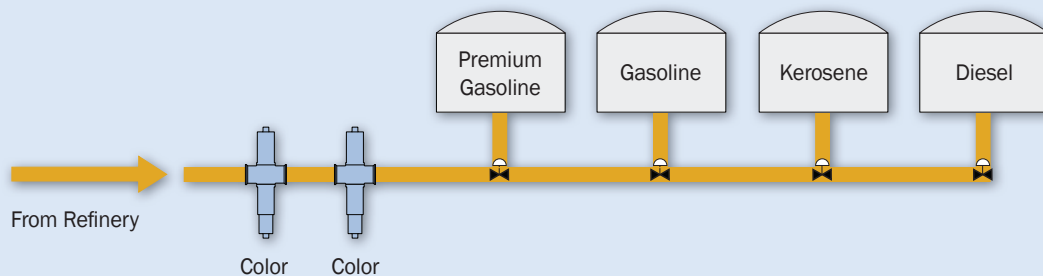 Premium
Gasoline
Gasoline
Kerosene
Diesel
From Refinery
Color
Color